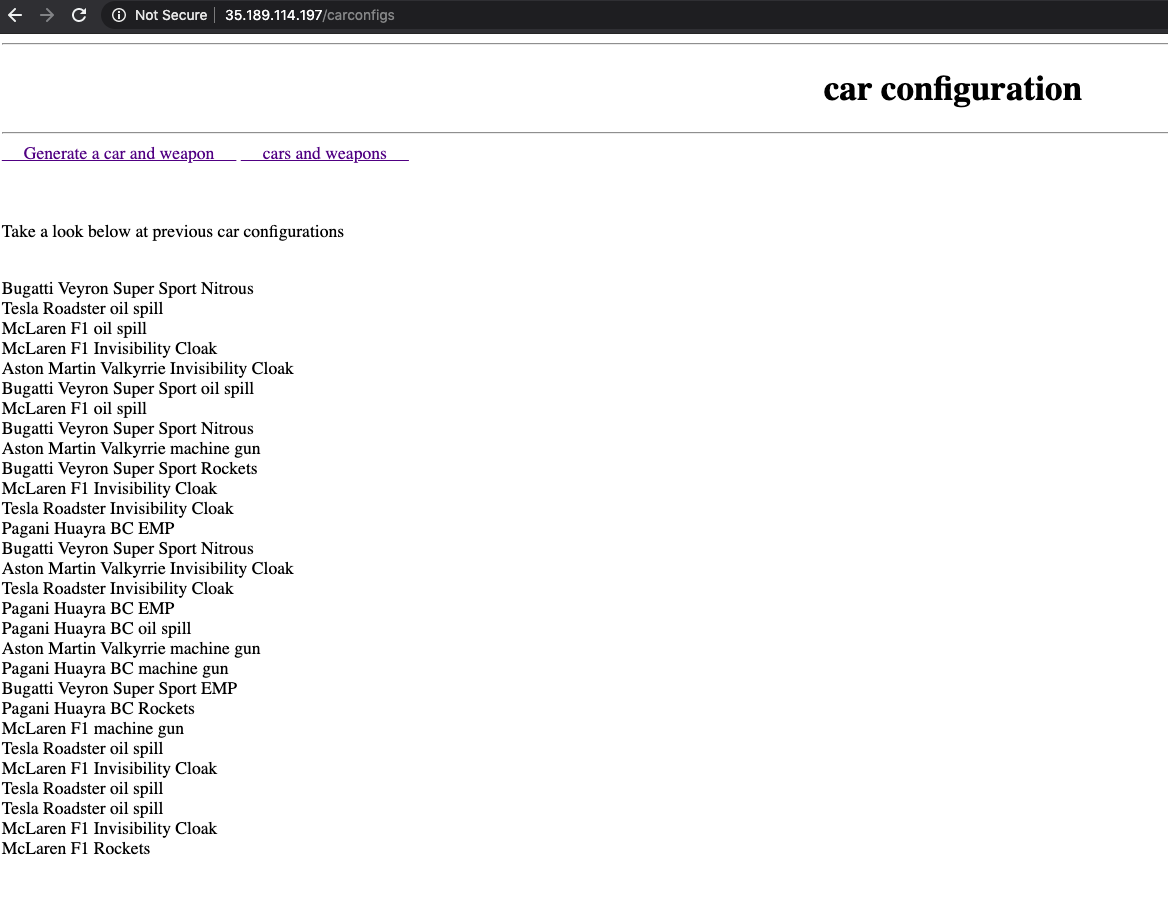 Not Secure | 35.189.114.197/carconfigs
car configuration
Generate a car and weapon cars and weapons
Take a look below at previous car configurations
Bugatti Veyron Super Sport Nitrous
Tesla Roadster oil spill
McLaren F1 oil spill
McLaren F1 Invisibility Cloak
Aston Martin Valkyrrie Invisibility Cloak
Bugatti Veyron Super Sport oil spill
McLaren F1 oil spill
Bugatti Veyron Super Sport Nitrous
Aston Martin Valkyrrie machine gun
Bugatti Veyron Super Sport Rockets
McLaren F1 Invisibility Cloak
Tesla Roadster Invisibility Cloak
Pagani Huayra BC EMP
Bugatti Veyron Super Sport Nitrous
Aston Martin Valkyrrie Invisibility Cloak
Tesla Roadster Invisibility Cloak
Pagani Huayra BC EMP
Pagani Huayra BC oil spill
Aston Martin Valkyrrie machine gun
Pagani Huayra BC machine gun
Bugatti Veyron Super Sport EMP
Pagani Huayra BC Rockets
McLaren F1 machine gun
Tesla Roadster oil spill
McLaren F1 Invisibility Cloak
Tesla Roadster oil spill
Tesla Roadster oil spill
McLaren F1 Invisibility Cloak
McLaren F1 Rockets